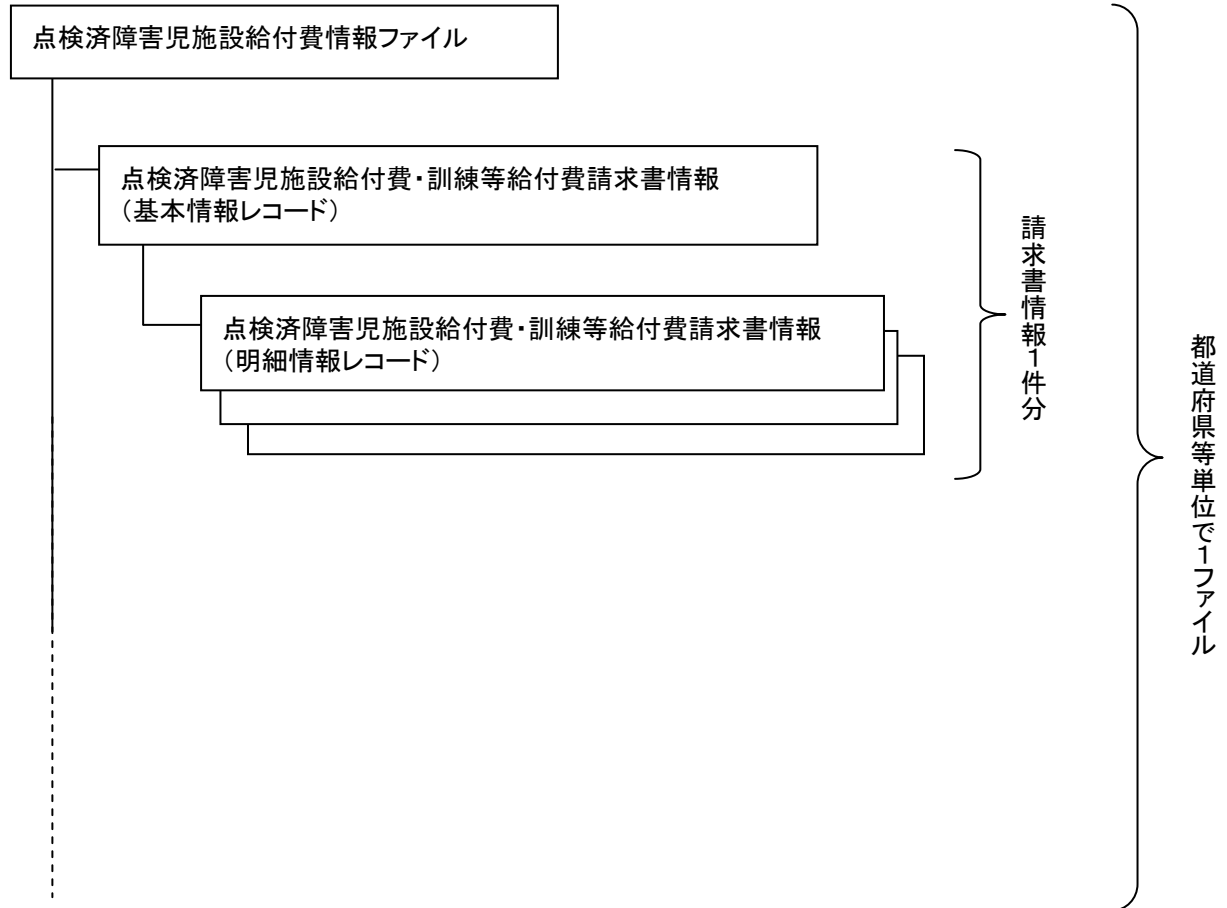 点検済障害児施設給付費情報ファイル
点検済障害児施設給付費・訓練等給付費請求書情報
（基本情報レコード）
点検済障害児施設給付費・訓練等給付費請求書情報
（明細情報レコード）
請求書情報１件分
都道府県等単位で１ファイル